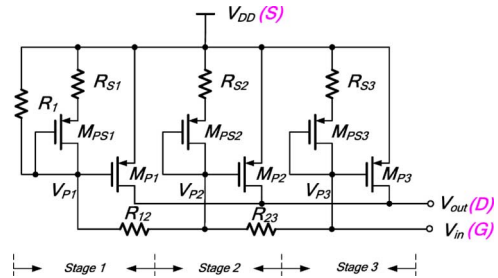 VDD (S)
RS1 RS2 RS3
R1
MPS1 MPS2 MPS3
MP1 MP2 MP3
VP1 VP2 VP3
Vout(D)
R12 R23
Vin(G)
Stage 1 Stage 2 Stage 3